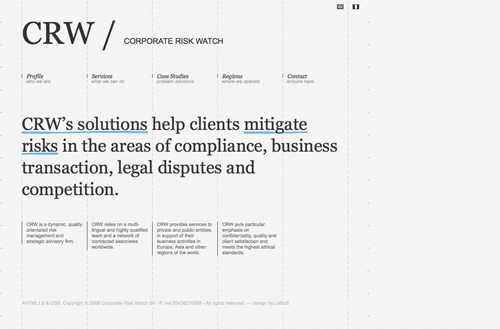 CRW / CORPORATE RISK WATCH
Profile Services Case Studies Regions Contact
who we are what we can do problem solutions where we operate enquire here
CRW's solutions help clients mitigate
risks in the areas of compliance, business
transaction, legal disputes and
competition.
CRW is a dynamic, quality
orientated risk
management and
strategic advisory firm.
CRW relies on a multi-
lingual and highly qualified
team and a network of
contracted associates
worldwide.
CRW provides services to
private and public entities,
in support of their
business activities in
Europe, Asia and other
regions of the world.
CRW puts particular
emphasis on
confidentiality, quality and
client satisfaction and
meets the highest ethical
standards.
XHTML 1.0 & CSS. Copyright © Corporate Risk Watch Srl - P. Iva - All rights reserved. — design by Leftloft